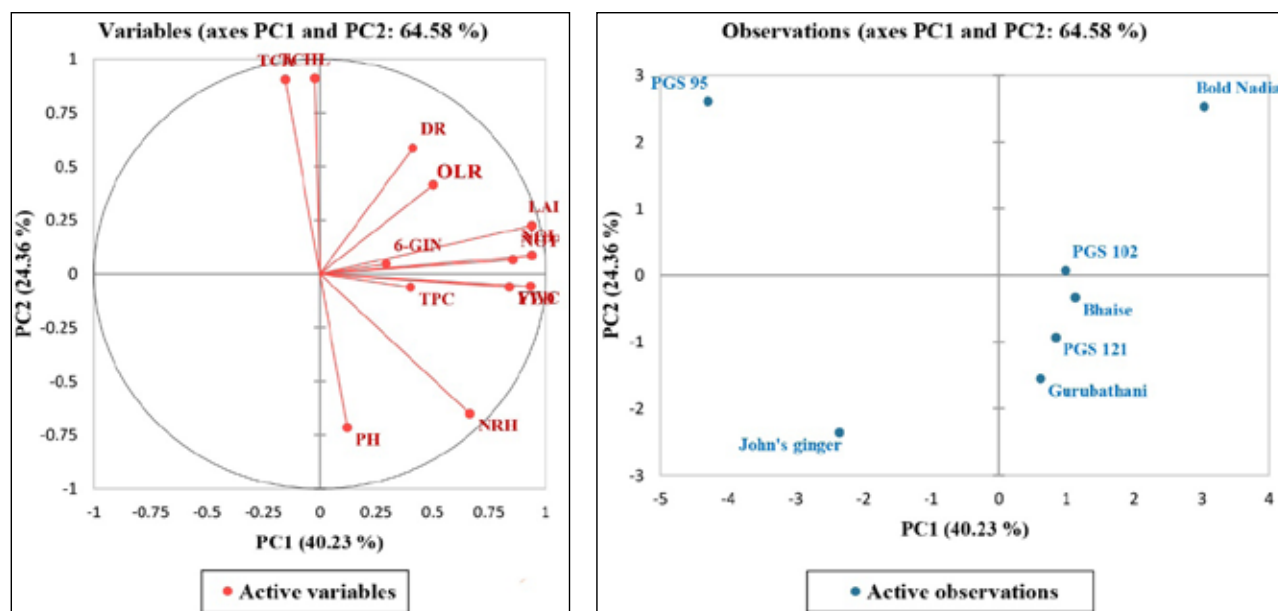 Variables (axes PC1 and PC2: 64.58 %)
PC2 (24.36 %)
1
0.75
0.5
0.25
0
-0.25
-0.5
-0.75
-1
TCHL
DR
OLR
LAI
6-GIN
TPC
NRH
PH
-1 -0.75 -0.5 -0.25 0 0.25 0.5 0.75 1
PC1 (40.23 %)
Active variables
Observations (axes PC1 and PC2: 64.58 %)
PC2 (24.36 %)
3
2
1
0
-1
-2
-3
PGS 95
Bold Nadia
PGS 102
Bhaise
PGS 121
Gurubathani
John's ginger
-5 -4 -3 -2 -1 0 1 2 3 4
PC1 (40.23 %)
Active observations